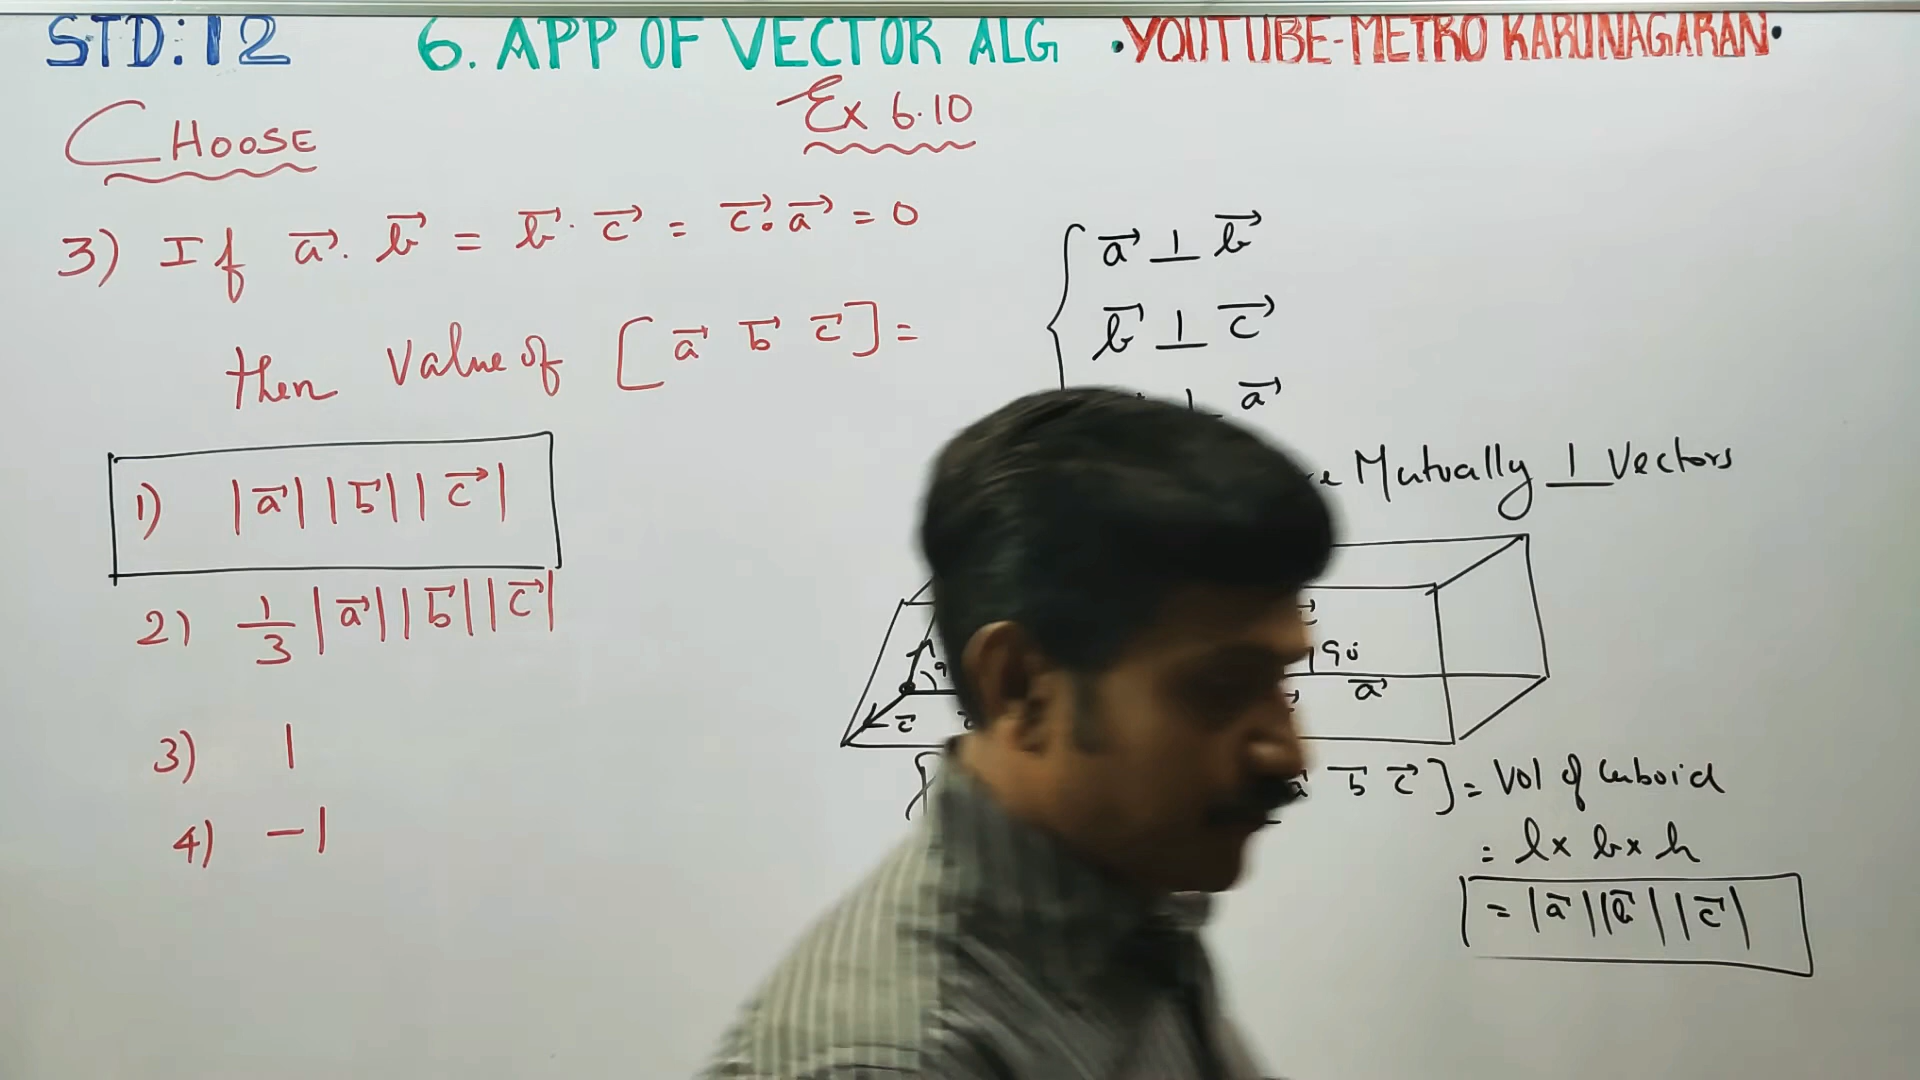 STD: 12 6. APP OF VECTOR ALG • YOUTUBE-METRO KARUNAGARAN •
CHOOSE
Ex 6.10
3) If a⃗ . b⃗ = b⃗ . c⃗ = c⃗ . a⃗ = 0
then Value of [ a⃗ b⃗ c⃗ ] =
1) |a⃗| |b⃗| |c⃗|
2) 1/3 |a⃗| |b⃗| |c⃗|
3) 1
4) -1
a⃗ ⊥ b⃗
b⃗ ⊥ c⃗
⊥ a⃗
Mutually ⊥ Vectors
90
a⃗
c⃗
b⃗ c⃗ ] = Vol of Cuboid
= l x b x h
= |a⃗| |b⃗| |c⃗|